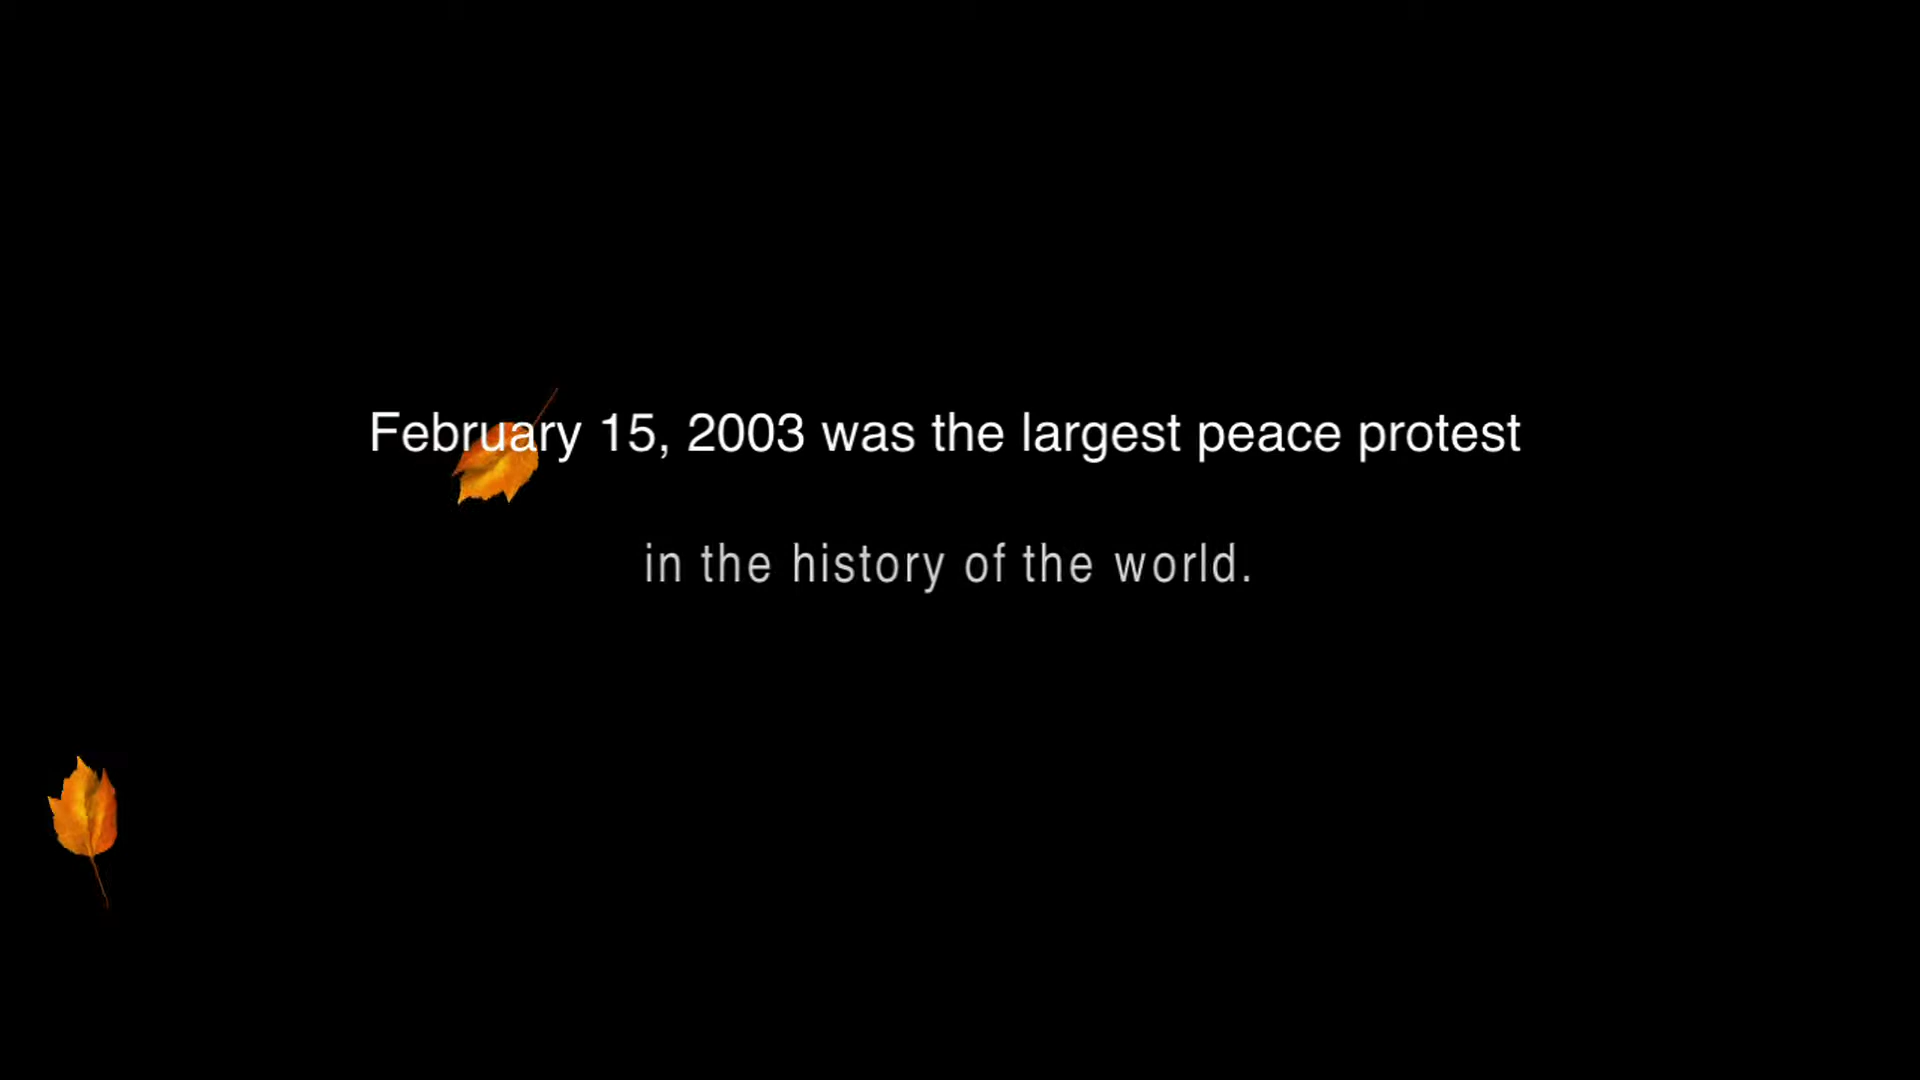 February 15, 2003 was the largest peace protest
in the history of the world.